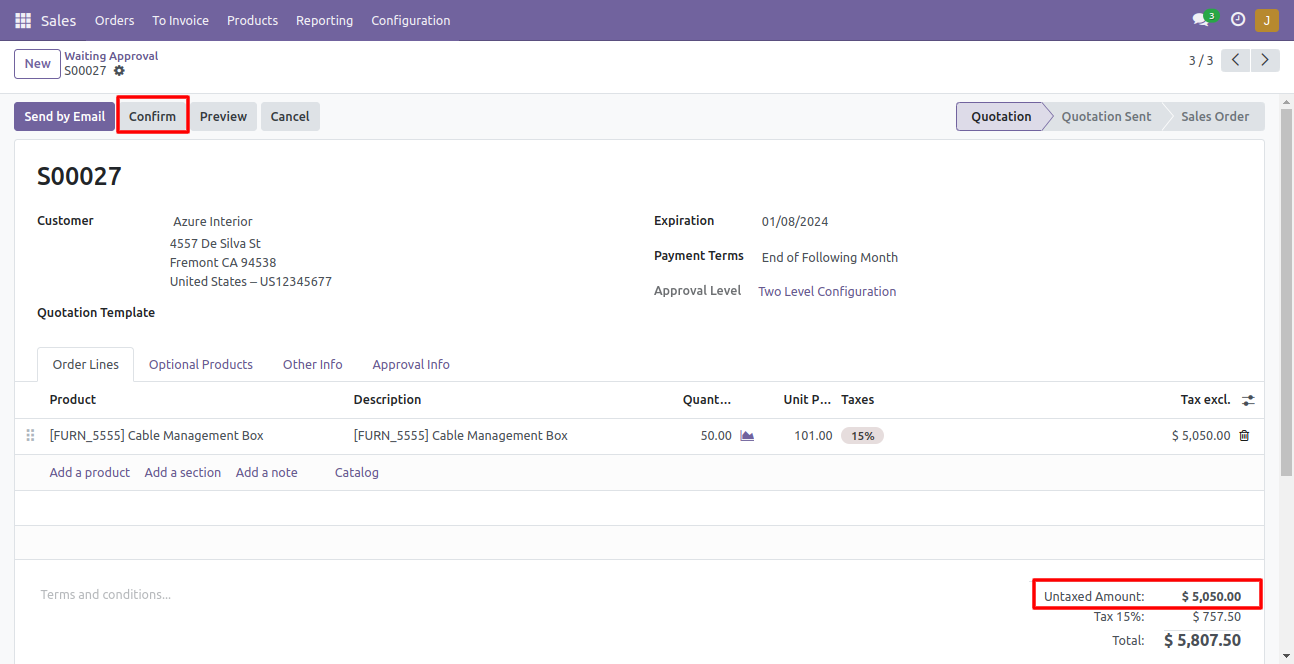 Sales Orders To Invoice Products Reporting Configuration 3 J
New Waiting Approval
S00027 3 / 3
Send by Email Confirm Preview Cancel Quotation Quotation Sent Sales Order
S00027
Customer Azure Interior Expiration 01/08/2024
4557 De Silva St
Fremont CA 94538 Payment Terms End of Following Month
United States – US12345677
Approval Level Two Level Configuration
Quotation Template
Order Lines Optional Products Other Info Approval Info
Product Description Quant... Unit P... Taxes Tax excl.
[FURN_5555] Cable Management Box [FURN_5555] Cable Management Box 50.00 101.00 15% $ 5,050.00
Add a product Add a section Add a note Catalog
Terms and conditions... Untaxed Amount: $ 5,050.00
Tax 15%: $ 757.50
Total: $ 5,807.50